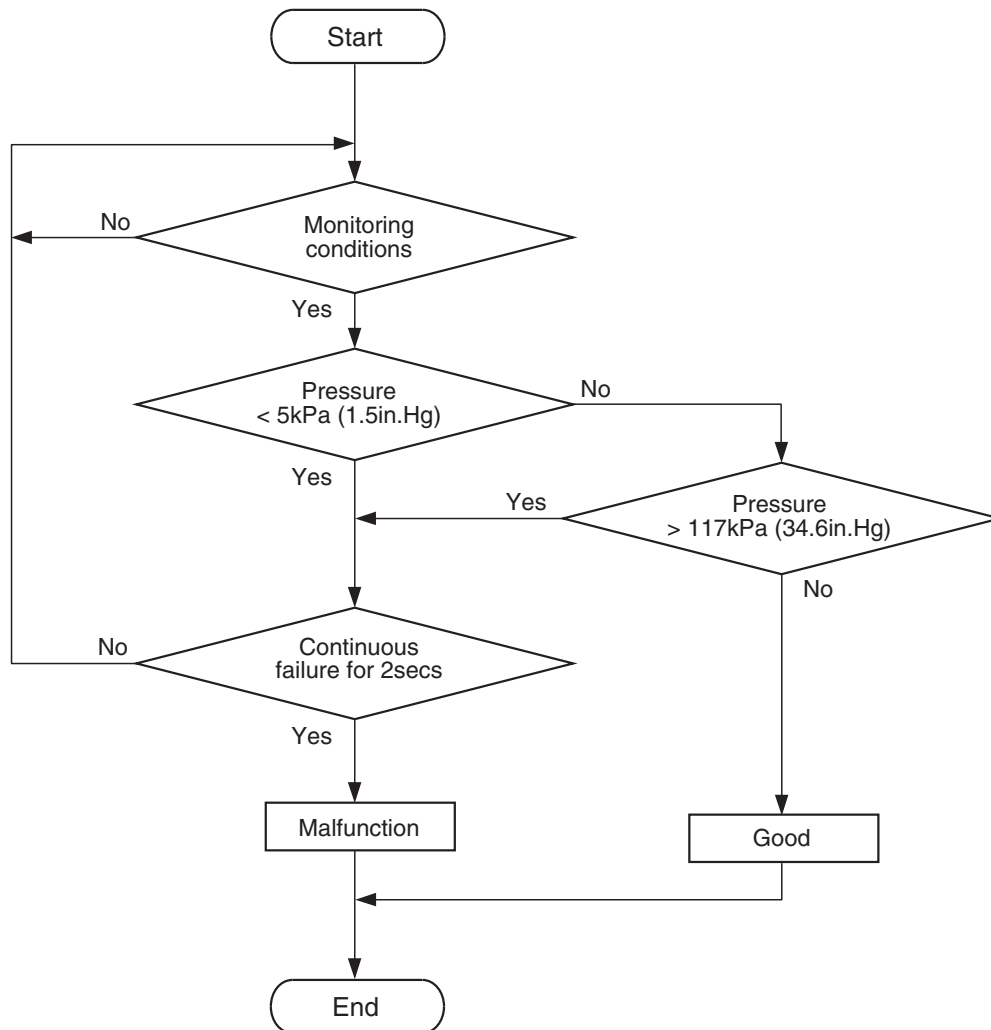 Start
No
Monitoring
conditions
Yes
Pressure
< 5kPa (1.5in.Hg)
No
Yes
Yes
Pressure
> 117kPa (34.6in.Hg)
No
No
Continuous
failure for 2secs
Yes
Malfunction
Good
End